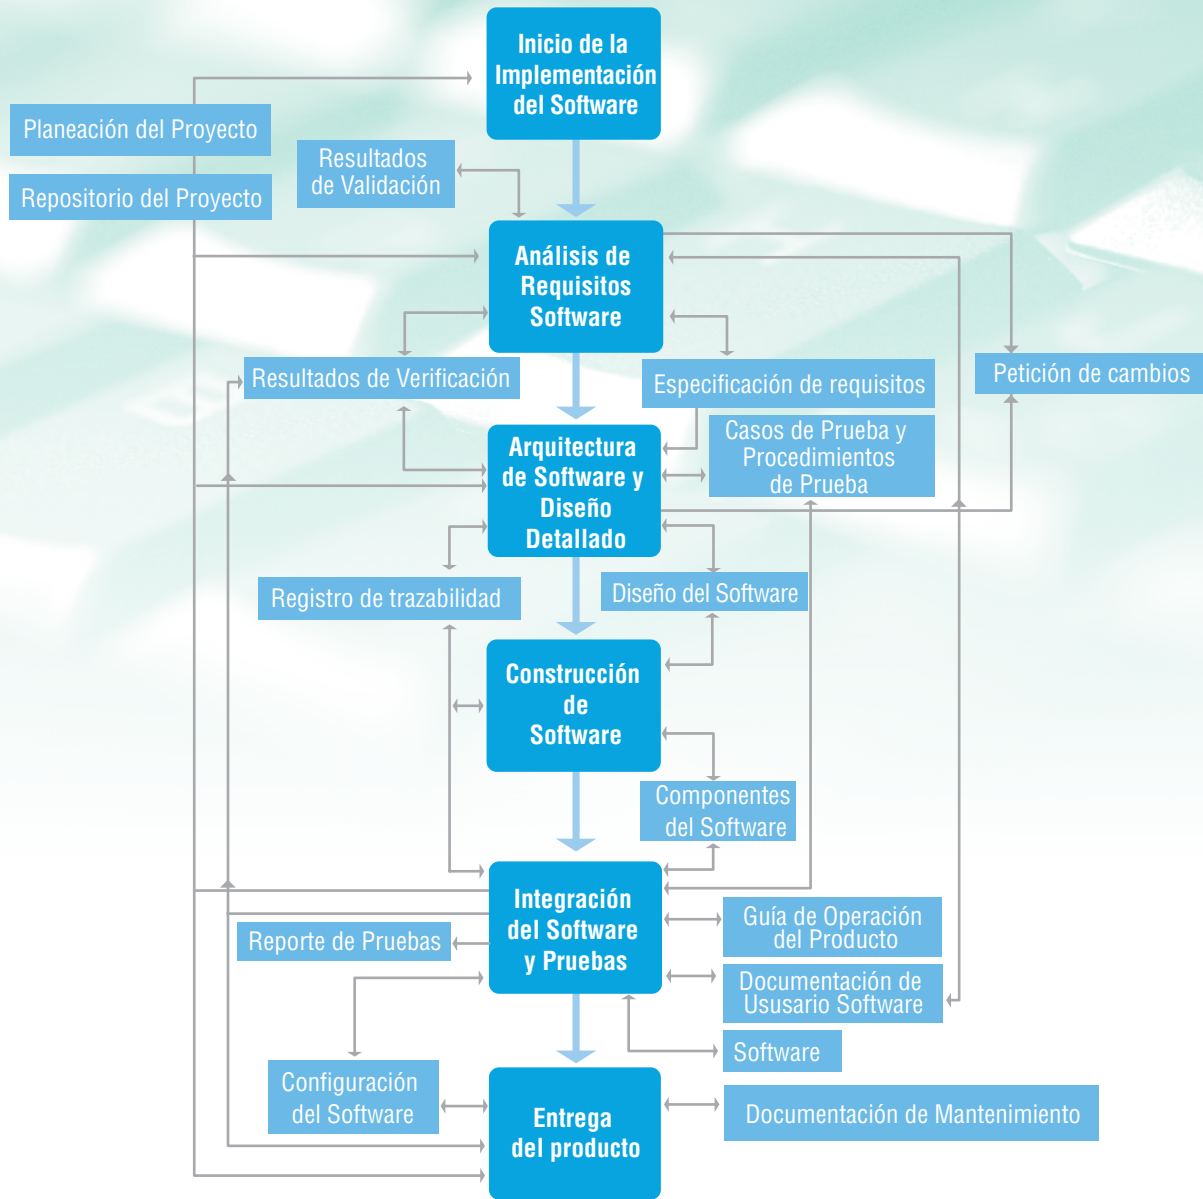 Inicio de la
Implementación
del Software
Planeación del Proyecto
Resultados
de Validación
Repositorio del Proyecto
Análisis de
Requisitos
Software
Resultados de Verificación
Especificación de requisitos
Petición de cambios
Arquitectura
de Software y
Diseño
Detallado
Casos de Prueba y
Procedimientos
de Prueba
Registro de trazabilidad
Diseño del Software
Construcción
de
Software
Componentes
del Software
Integración
del Software
y Pruebas
Reporte de Pruebas
Guía de Operación
del Producto
Documentación de
Ususario Software
Software
Configuración
del Software
Entrega
del producto
Documentación de Mantenimiento